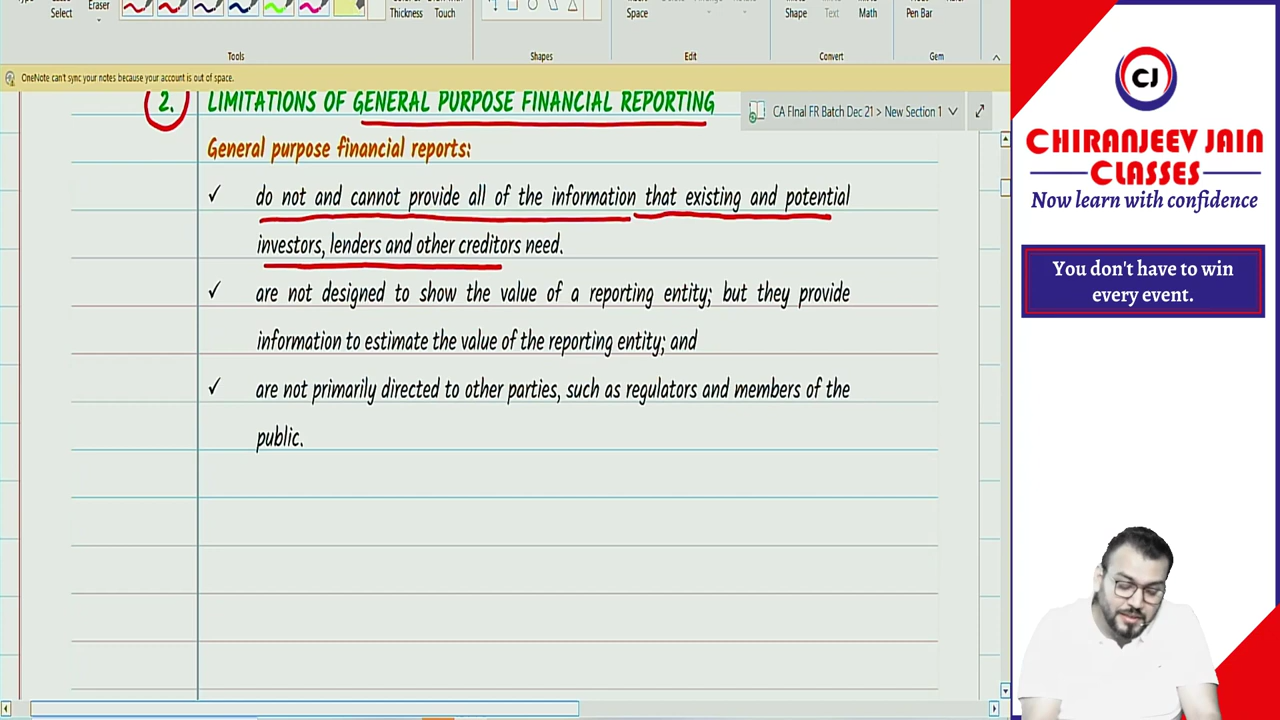 Eraser
Select
Thickness
Touch
Space
Shape
Text
Math
Pen Bar
Tools
Shapes
Edit
Convert
Gem
OneNote can't sync your notes because your account is out of space.
2. LIMITATIONS OF GENERAL PURPOSE FINANCIAL REPORTING
CA FInal FR Batch Dec 21 > New Section 1
General purpose financial reports:
✓ do not and cannot provide all of the information that existing and potential
investors, lenders and other creditors need.
✓ are not designed to show the value of a reporting entity; but they provide
information to estimate the value of the reporting entity; and
✓ are not primarily directed to other parties, such as regulators and members of the
public.
CJ
CHIRANJEEV JAIN
CLASSES
Now learn with confidence
You don't have to win
every event.